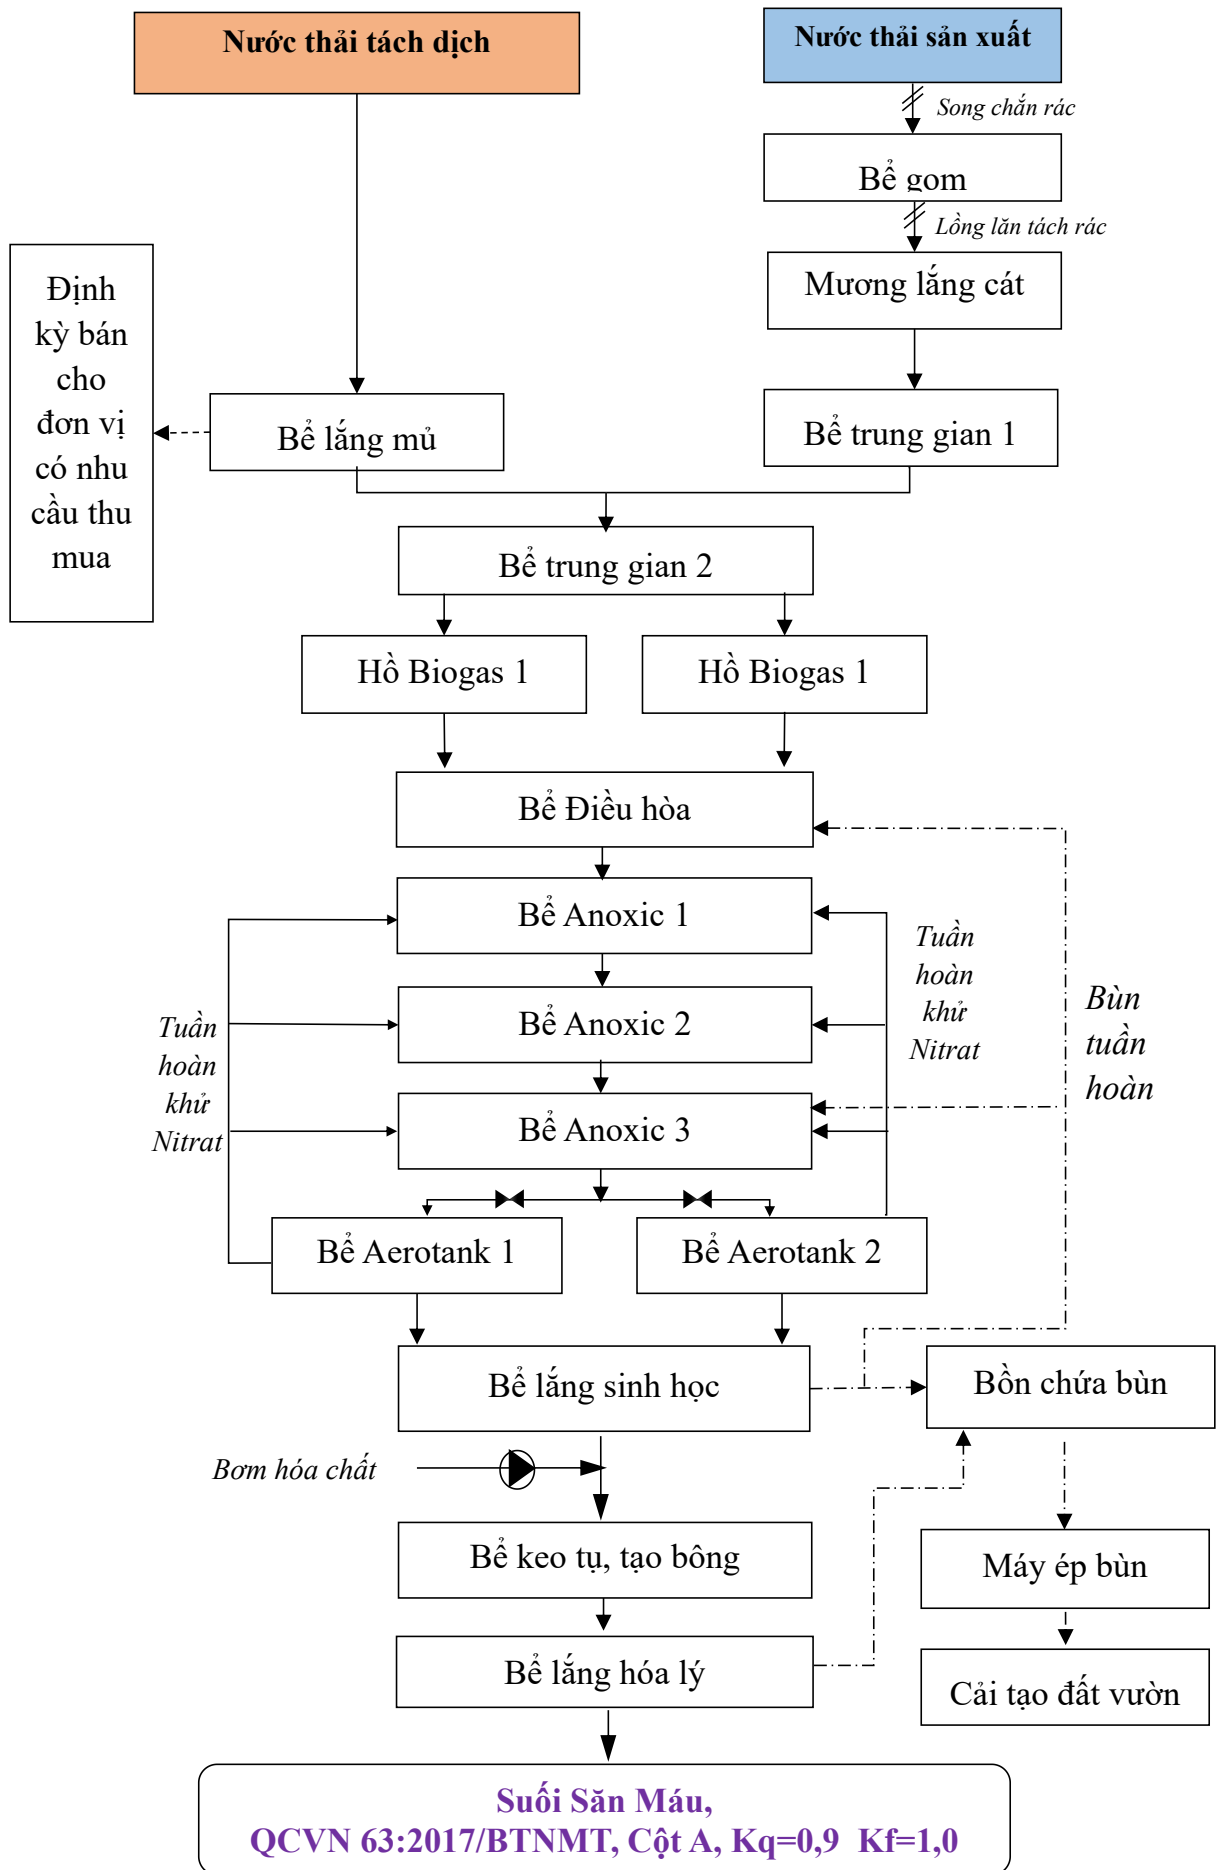 Nước thải tách dịch
Nước thải sản xuất
Song chắn rác
Bể gom
Lồng lăn tách rác
Mương lắng cát
Định
kỳ bán
cho
đơn vị
có nhu
cầu thu
mua
Bể lắng mủ
Bể trung gian 1
Bể trung gian 2
Hồ Biogas 1
Hồ Biogas 1
Bể Điều hòa
Bể Anoxic 1
Tuần
hoàn
khử
Nitrat
Bể Anoxic 2
Tuần
hoàn
khử
Nitrat
Bùn
tuần
hoàn
Bể Anoxic 3
Bể Aerotank 1
Bể Aerotank 2
Bể lắng sinh học
Bồn chứa bùn
Bơm hóa chất
Bể keo tụ, tạo bông
Máy ép bùn
Bể lắng hóa lý
Cải tạo đất vườn
Suối Săn Máu,
QCVN 63:2017/BTNMT, Cột A, Kq=0,9 Kf=1,0